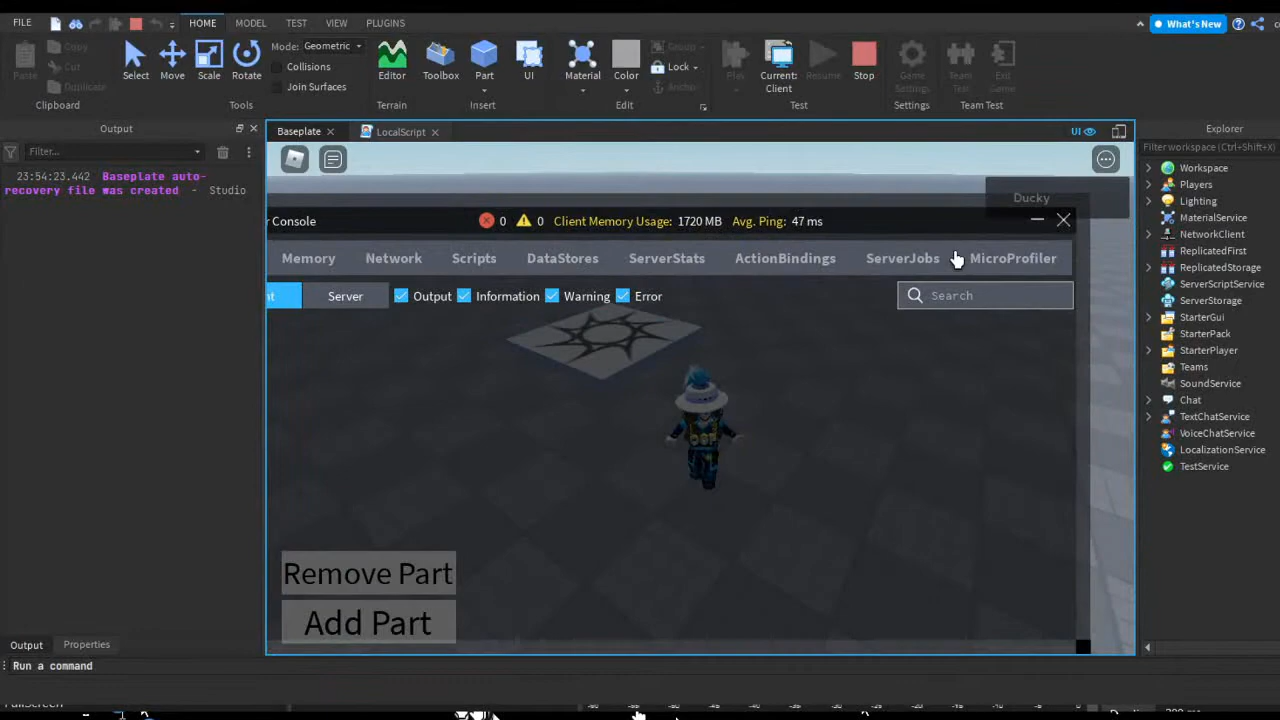 FILE
HOME
MODEL
TEST
VIEW
PLUGINS
What's New
Paste
Copy
Cut
Duplicate
Clipboard
Select
Move
Scale
Rotate
Mode: Geometric
Collisions
Join Surfaces
Tools
Editor
Terrain
Toolbox
Part
UI
Insert
Material
Color
Group
Lock
Anchor
Edit
Play
Current:
Client
Resume
Stop
Test
Game
Settings
Settings
Team
Test
Exit
Game
Team Test
Output
Filter...
23:54:23.442 Baseplate auto-
recovery file was created - Studio
Baseplate
LocalScript
UI
Ducky
r Console
0
0
Client Memory Usage: 1720 MB
Avg. Ping: 47 ms
Memory
Network
Scripts
DataStores
ServerStats
ActionBindings
ServerJobs
MicroProfiler
nt
Server
Output
Information
Warning
Error
Search
Remove Part
Add Part
Explorer
Filter workspace (Ctrl+Shift+X)
Workspace
Players
Lighting
MaterialService
NetworkClient
ReplicatedFirst
ReplicatedStorage
ServerScriptService
ServerStorage
StarterGui
StarterPack
StarterPlayer
Teams
SoundService
Chat
TextChatService
VoiceChatService
LocalizationService
TestService
Output
Properties
Run a command